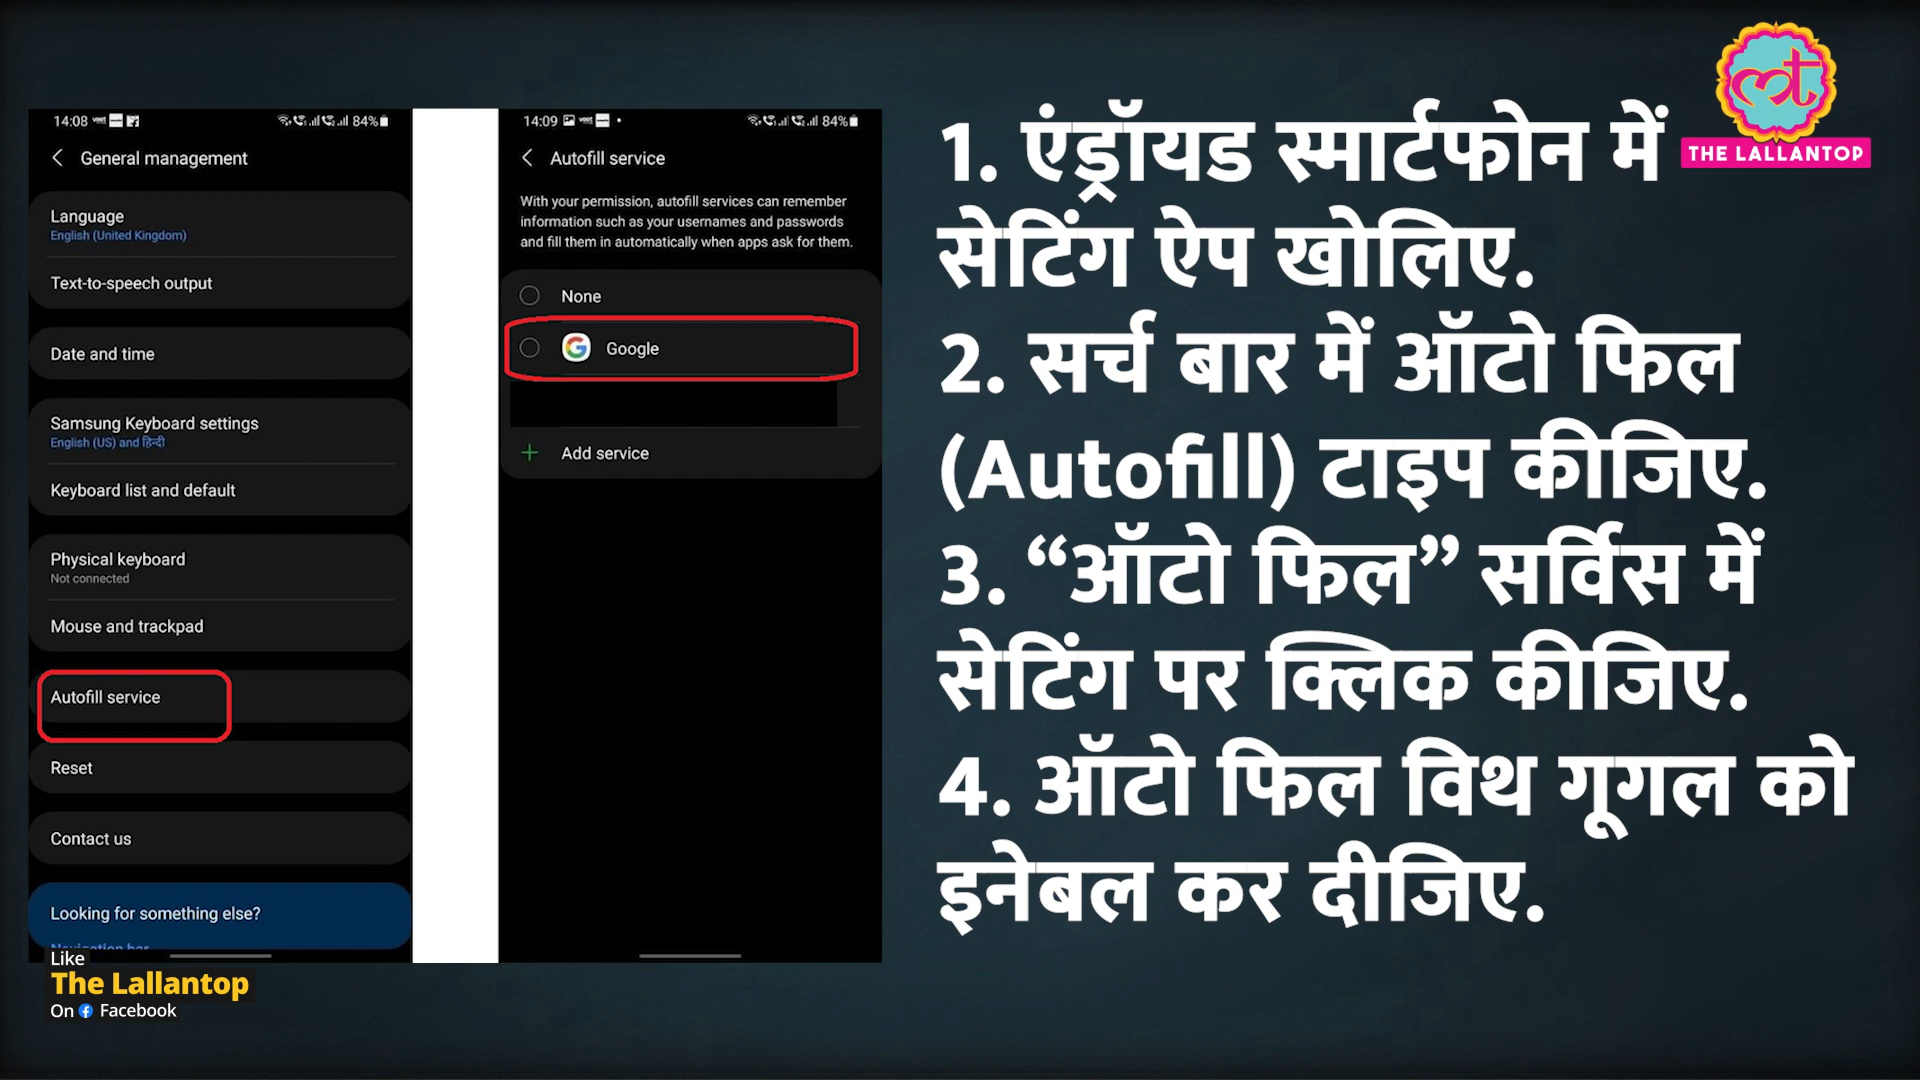 14:08
84%
General management
Language
English (United Kingdom)
Text-to-speech output
Date and time
Samsung Keyboard settings
English (US) and हिन्दी
Keyboard list and default
Physical keyboard
Not connected
Mouse and trackpad
Autofill service
Reset
Contact us
Looking for something else?
Navigation bar
Like
The Lallantop
On Facebook
14:09
84%
Autofill service
With your permission, autofill services can remember
information such as your usernames and passwords
and fill them in automatically when apps ask for them.
None
Google
Add service
1. एंड्रॉयड स्मार्टफोन में
सेटिंग ऐप खोलिए.
2. सर्च बार में ऑटो फिल
(Autofill) टाइप कीजिए.
3. “ऑटो फिल” सर्विस में
सेटिंग पर क्लिक कीजिए.
4. ऑटो फिल विथ गूगल को
इनेबल कर दीजिए.
THE LALLANTOP